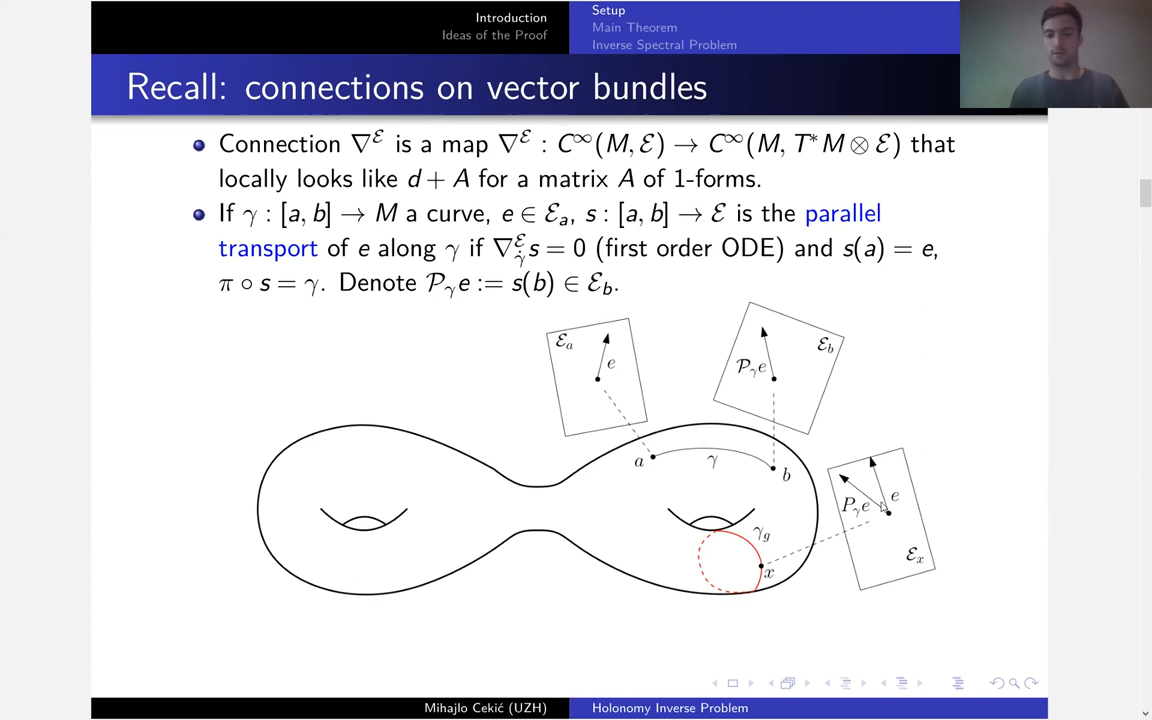 Introduction
Ideas of the Proof
Setup
Main Theorem
Inverse Spectral Problem
Recall: connections on vector bundles
Connection ∇^ℰ is a map ∇^ℰ : C^∞(M, ℰ) → C^∞(M, T*M ⊗ ℰ) that
locally looks like d + A for a matrix A of 1-forms.
If γ : [a, b] → M a curve, e ∈ ℰ_a, s : [a, b] → ℰ is the parallel
transport of e along γ if ∇^ℰ_γ̇ s = 0 (first order ODE) and s(a) = e,
π ∘ s = γ. Denote 𝒫_γ e := s(b) ∈ ℰ_b.
ℰ_a
e
𝒫_γ e
ℰ_b
a
γ
b
P_γ e
e
ℰ_x
γ_g
x
Mihajlo Cekić (UZH)
Holonomy Inverse Problem